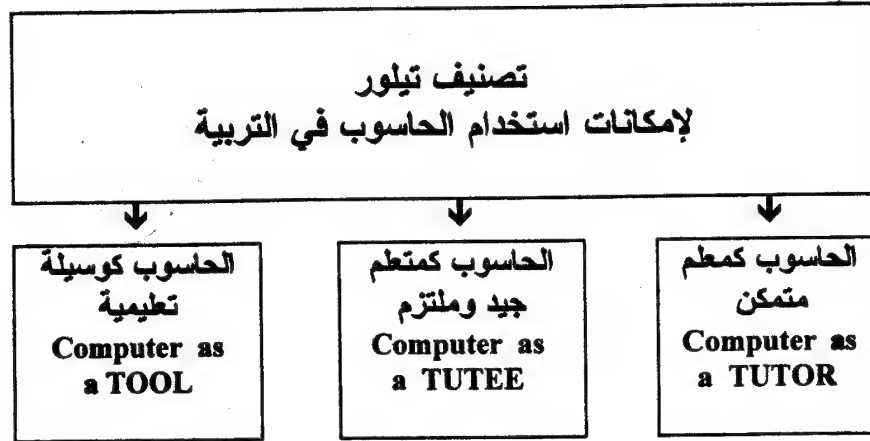 تصنيف تيلور
لإمكانات استخدام الحاسوب في التربية
الحاسوب كمعلم
متمكن
Computer as
a TUTOR
الحاسوب كمتعلم
جيد وملتزم
Computer as
a TUTEE
الحاسوب كوسيلة
تعليمية
Computer as
a TOOL